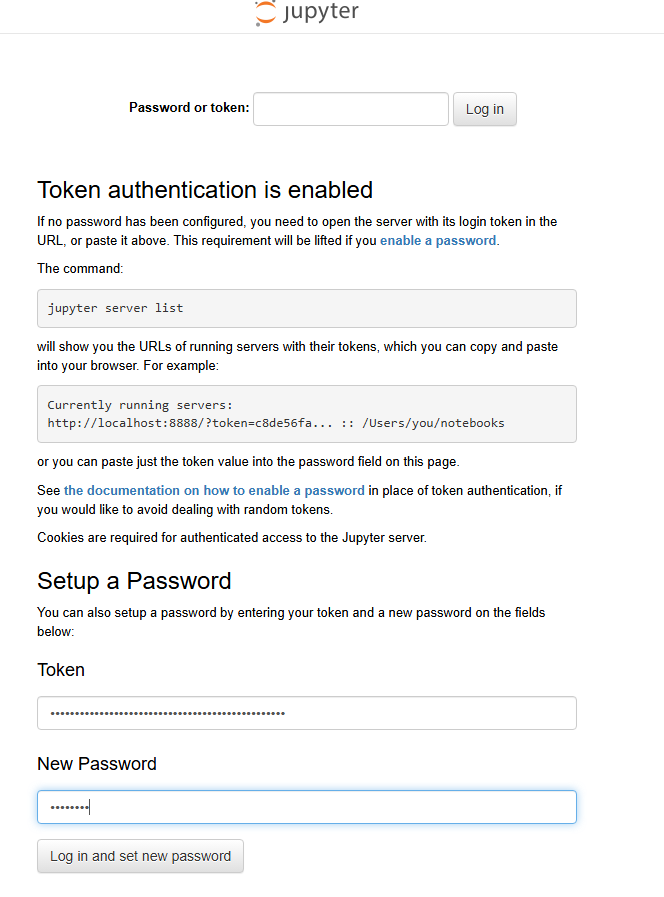 jupyter
Password or token:
Log in
Token authentication is enabled
If no password has been configured, you need to open the server with its login token in the
URL, or paste it above. This requirement will be lifted if you enable a password.
The command:
jupyter server list
will show you the URLs of running servers with their tokens, which you can copy and paste
into your browser. For example:
Currently running servers:
http://localhost:8888/?token=c8de56fa... :: /Users/you/notebooks
or you can paste just the token value into the password field on this page.
See the documentation on how to enable a password in place of token authentication, if
you would like to avoid dealing with random tokens.
Cookies are required for authenticated access to the Jupyter server.
Setup a Password
You can also setup a password by entering your token and a new password on the fields
below:
Token
New Password
Log in and set new password